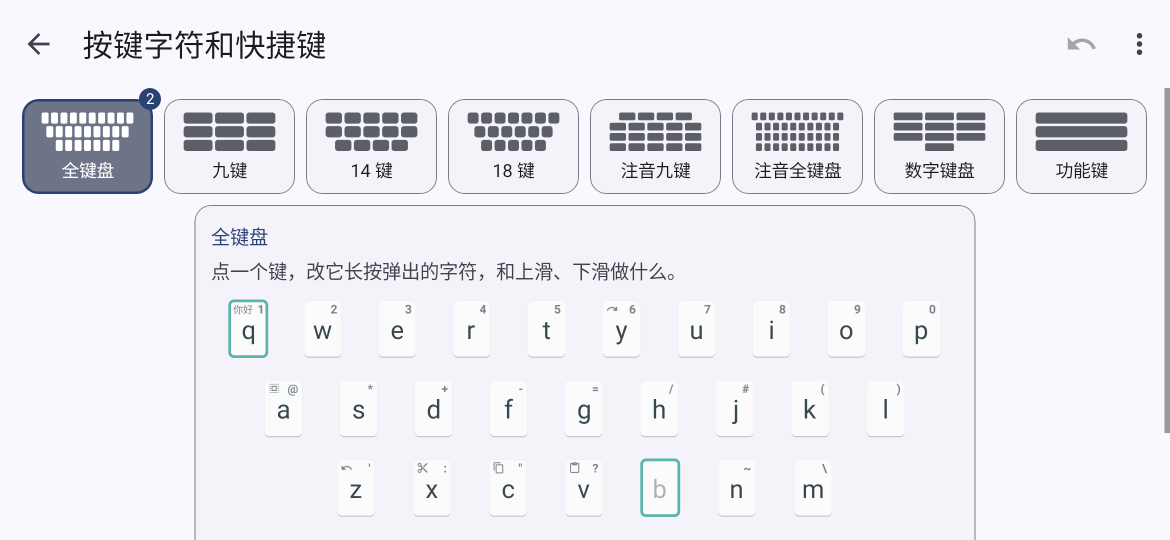 按键字符和快捷键
2
全键盘 九键 14 键 18 键 注音九键 注音全键盘 数字键盘 功能键
全键盘
点一个键，改它长按弹出的字符，和上滑、下滑做什么。
你好 1 2 3 4 5 6 7 8 9 0
q w e r t y u i o p
@ * + - = / # ( )
a s d f g h j k l
' : " ? ~ \
z x c v b n m